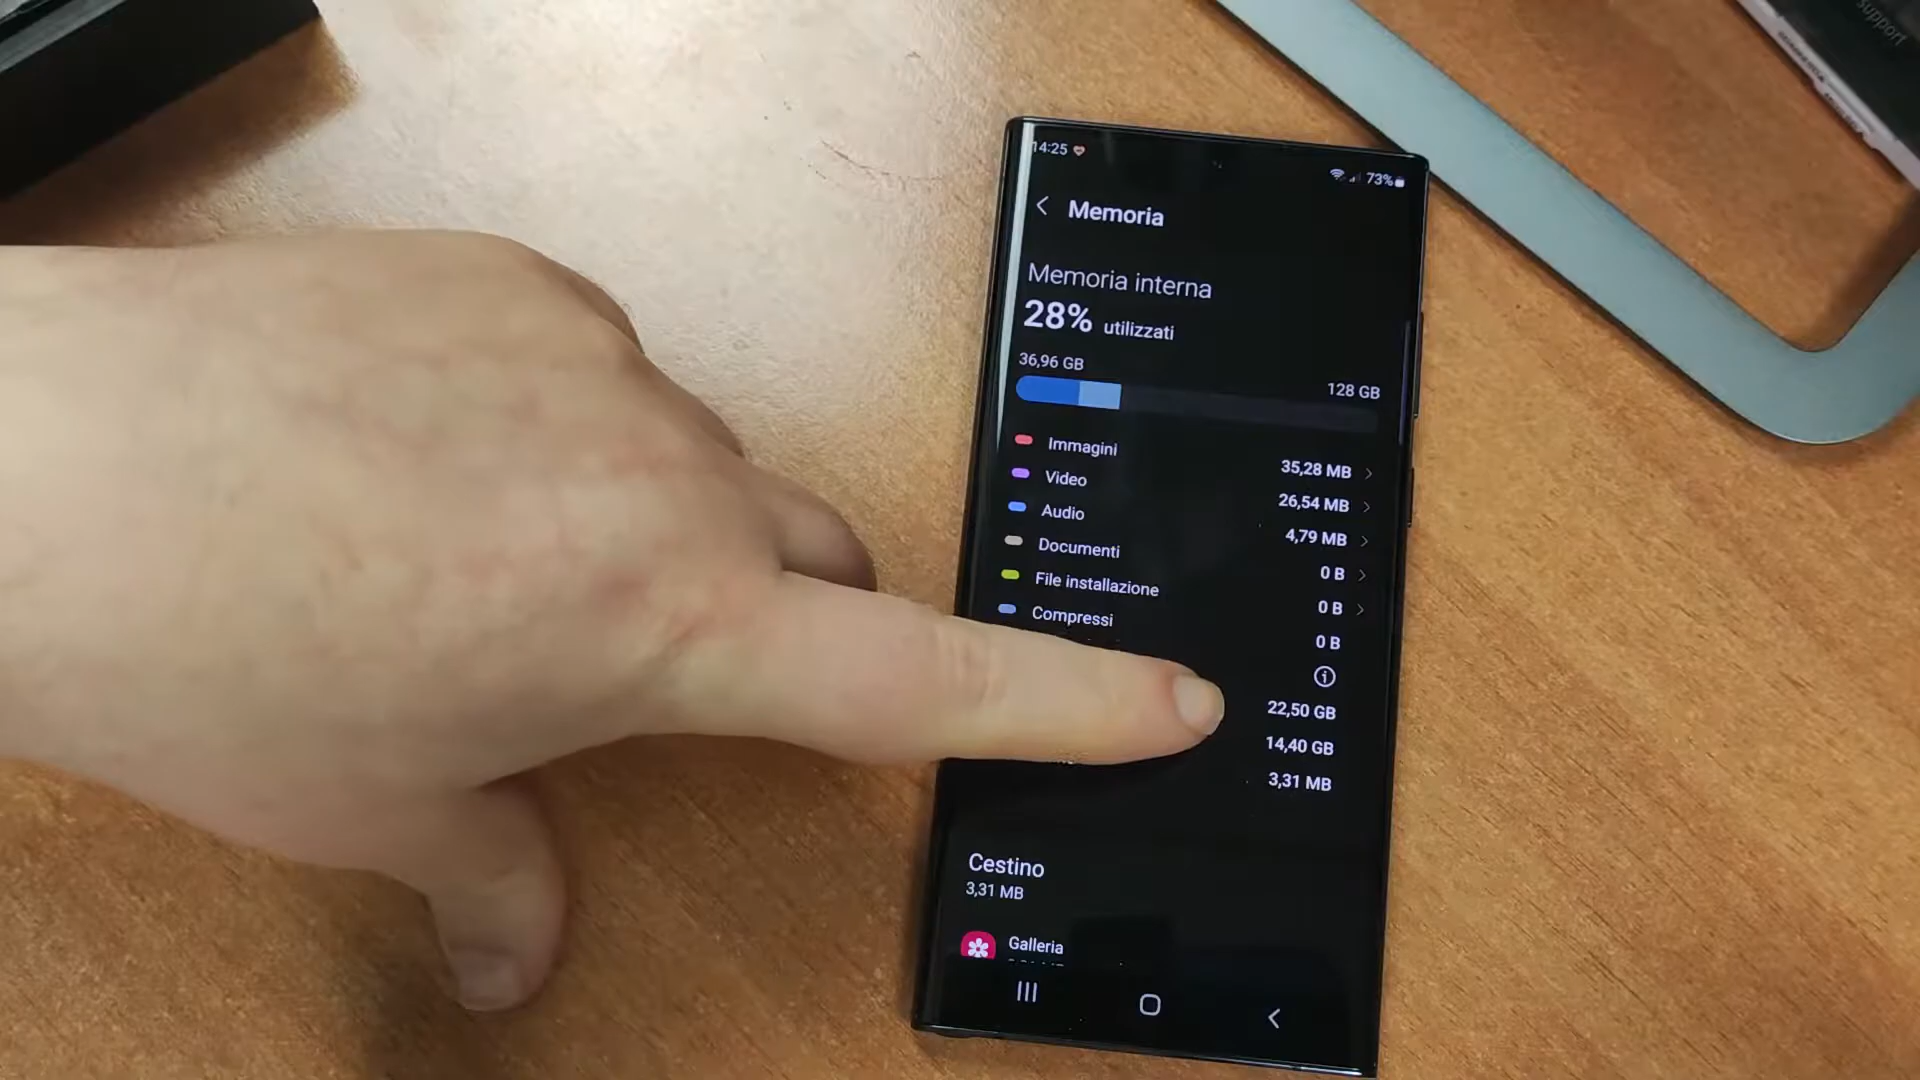 support
14:25 73%
Memoria
Memoria interna
28% utilizzati
36,96 GB 128 GB
Immagini 35,28 MB
Video 26,54 MB
Audio 4,79 MB
Documenti 0 B
File installazione 0 B
Compressi 0 B
22,50 GB
14,40 GB
3,31 MB
Cestino
3,31 MB
Galleria